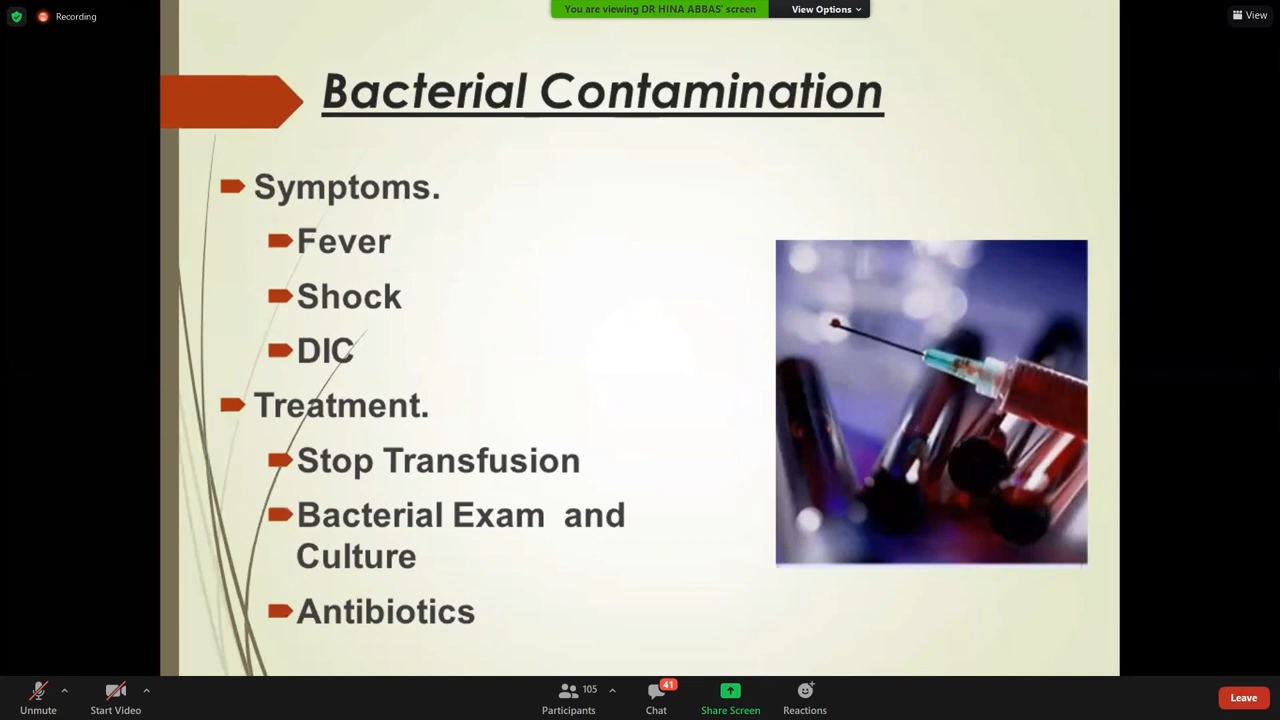 Recording
You are viewing DR HINA ABBAS' screen
View Options
View
Bacterial Contamination
Symptoms.
Fever
Shock
DIC
Treatment.
Stop Transfusion
Bacterial Exam and
Culture
Antibiotics
Unmute
Start Video
105
Participants
41
Chat
Share Screen
Reactions
Leave